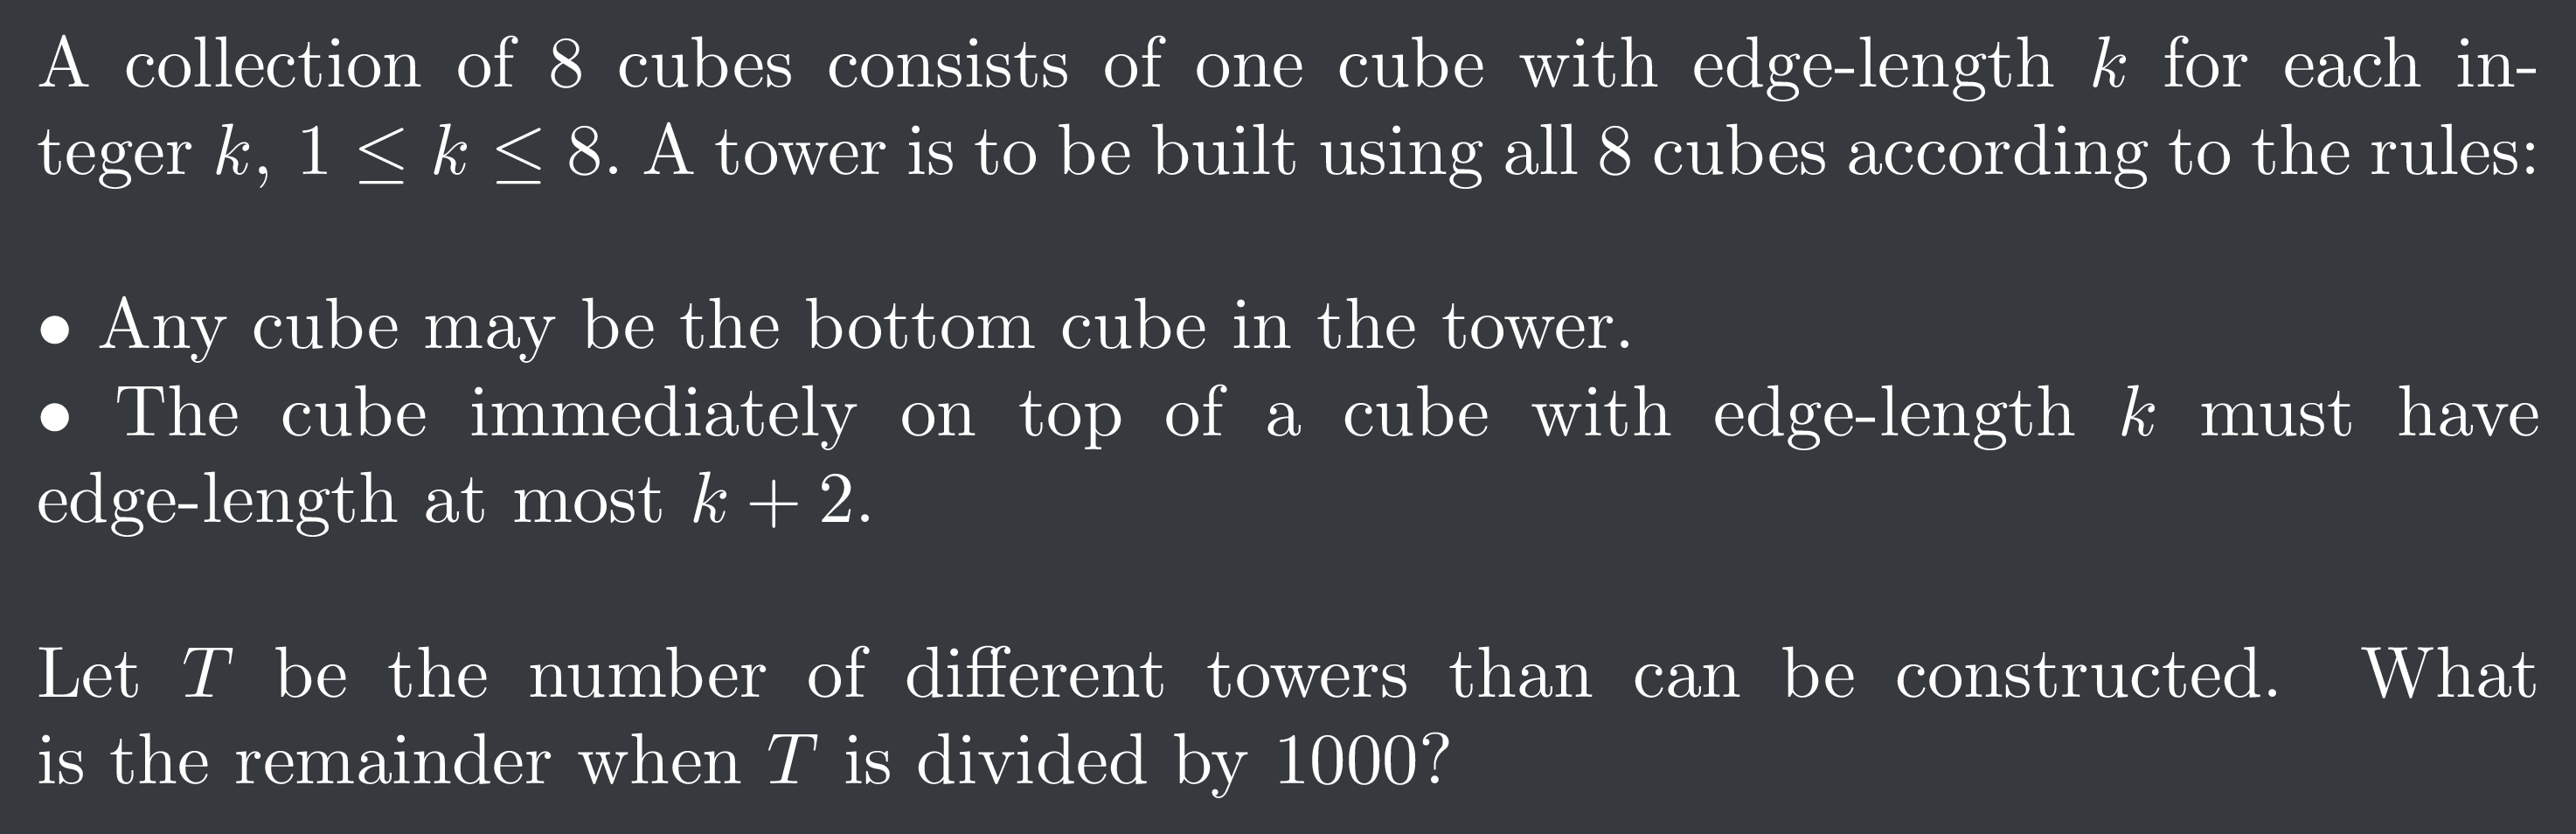 A collection of 8 cubes consists of one cube with edge-length k for each in-
teger k, 1 ≤ k ≤ 8. A tower is to be built using all 8 cubes according to the rules:
• Any cube may be the bottom cube in the tower.
• The cube immediately on top of a cube with edge-length k must have
edge-length at most k + 2.
Let T be the number of different towers than can be constructed. What
is the remainder when T is divided by 1000?